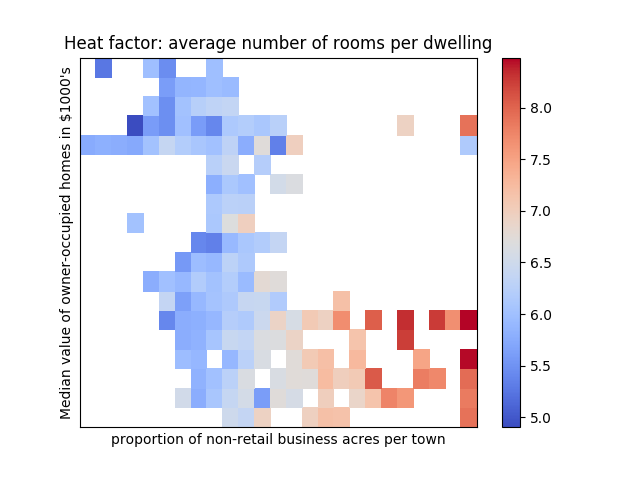 Heat factor: average number of rooms per dwelling
Median value of owner-occupied homes in $1000's
proportion of non-retail business acres per town
8.0
7.5
7.0
6.5
6.0
5.5
5.0